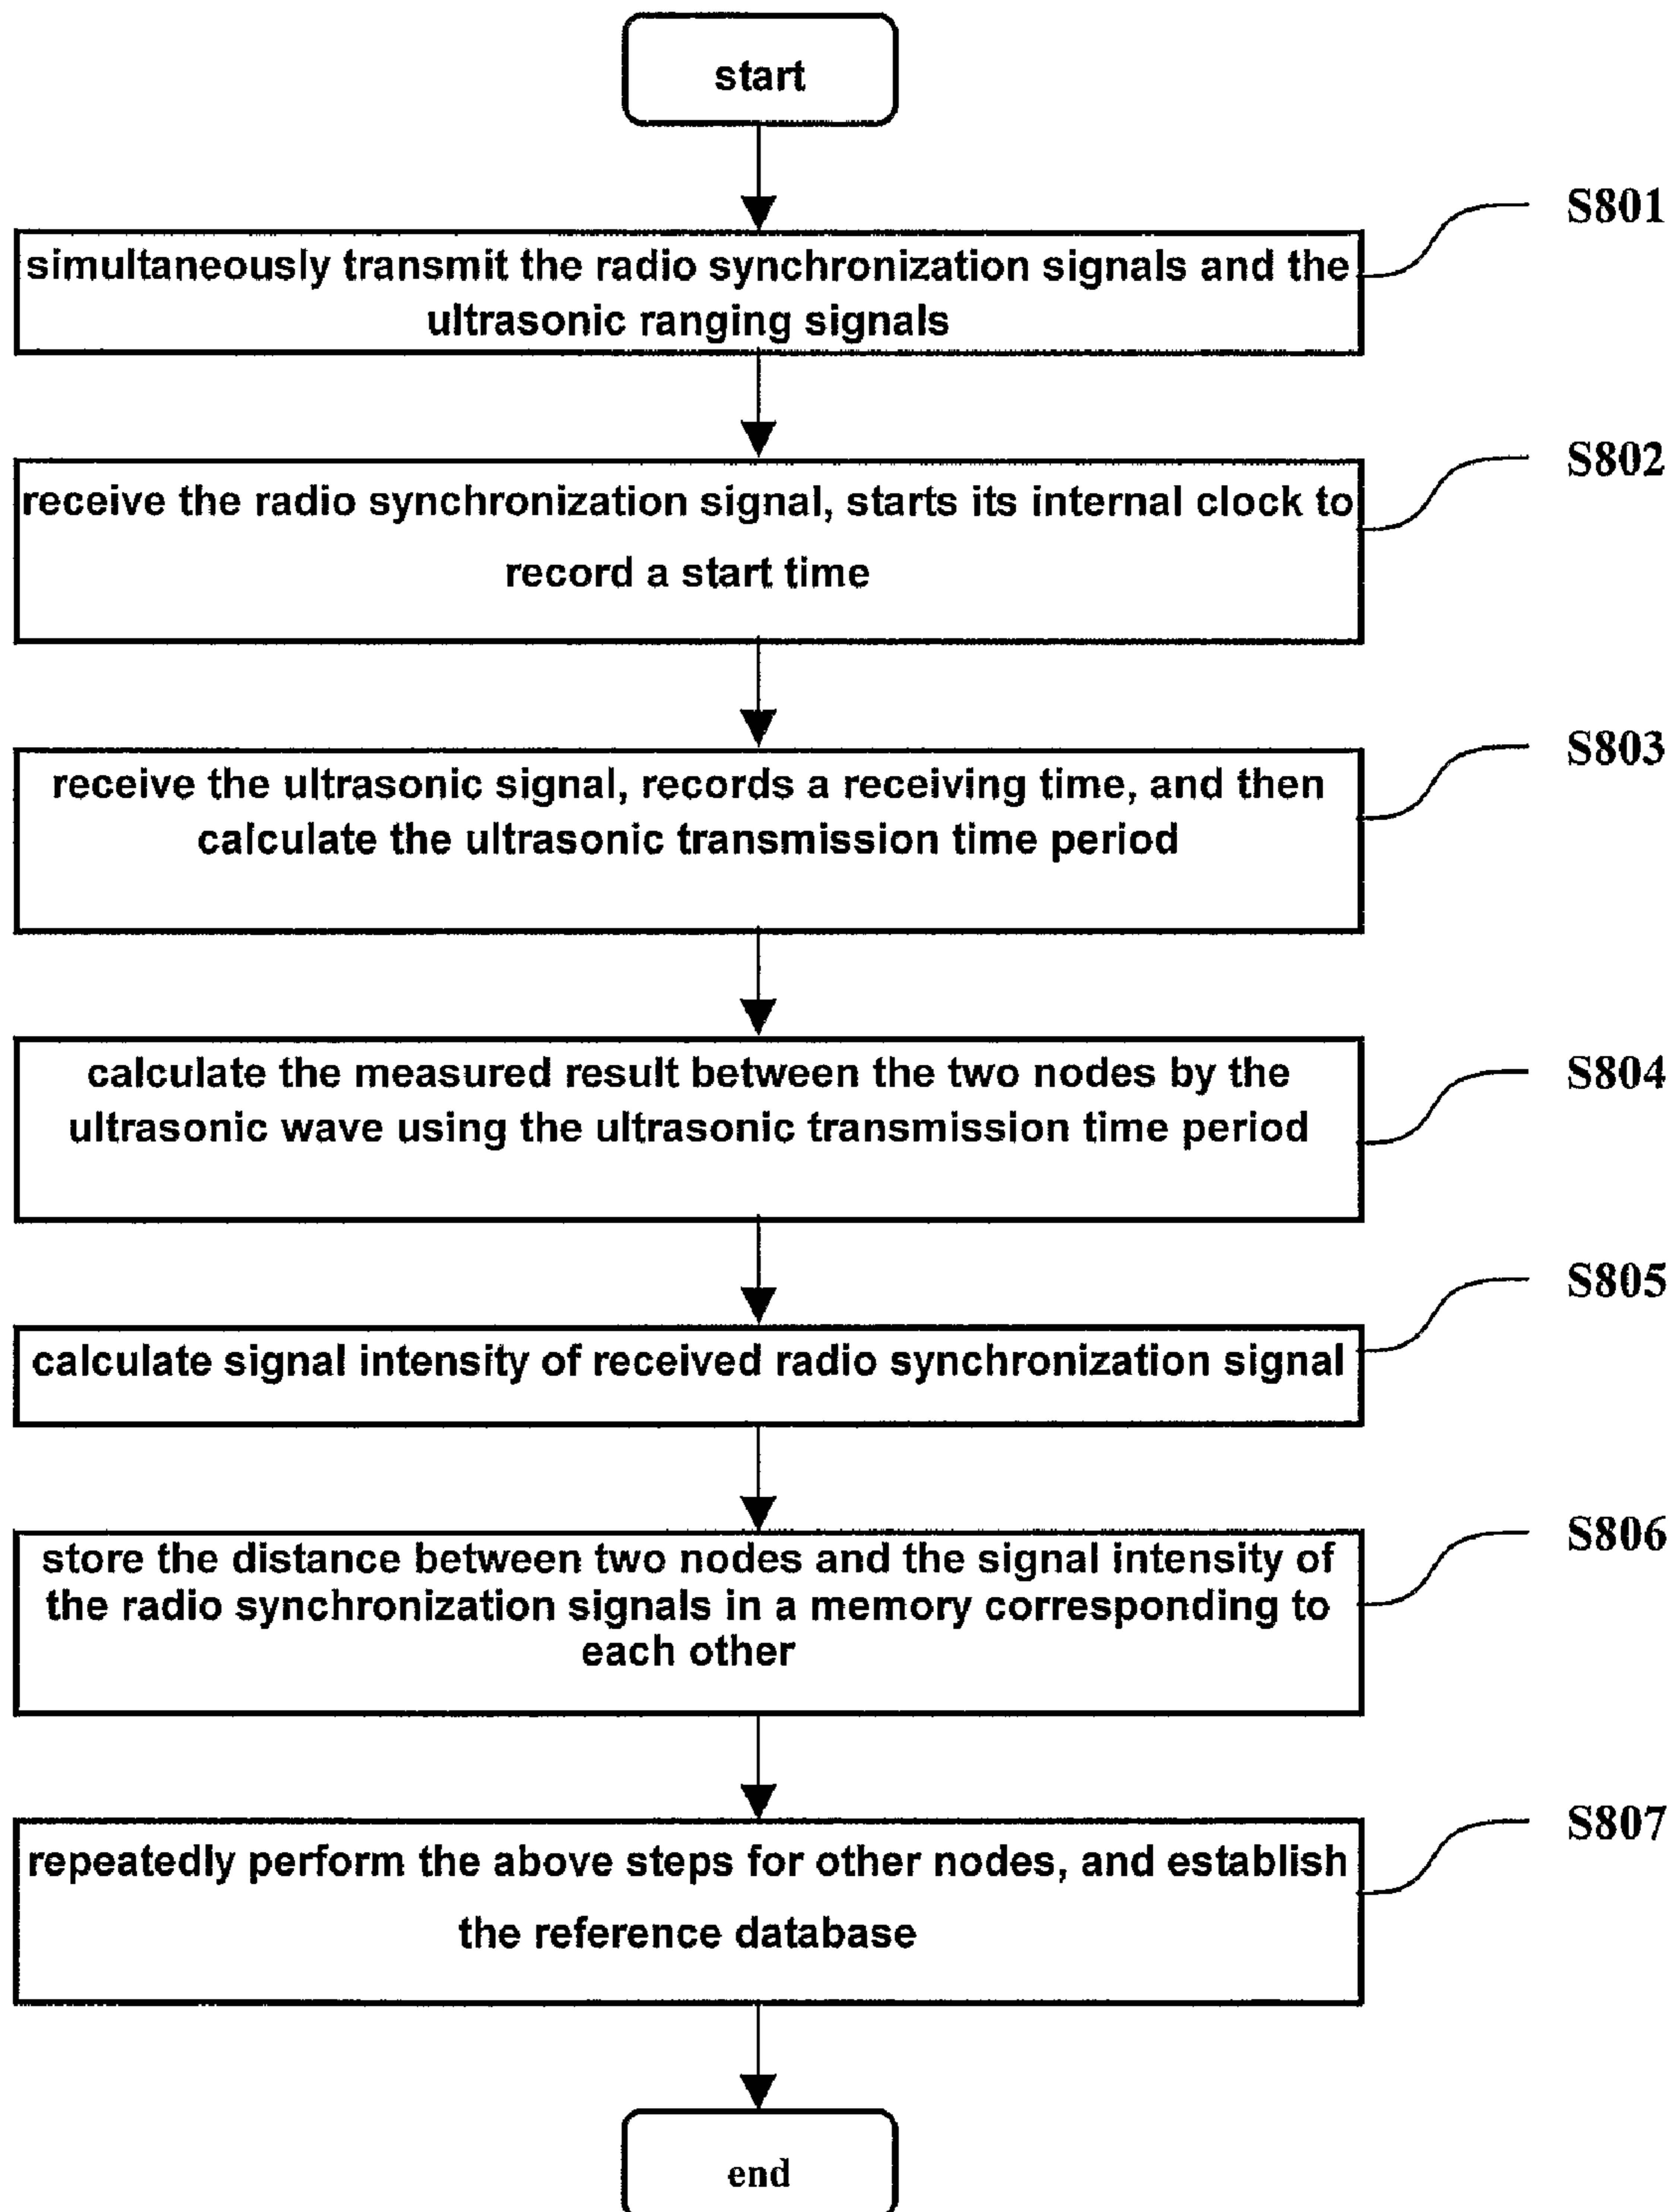 start
S801
simultaneously transmit the radio synchronization signals and the
ultrasonic ranging signals
S802
receive the radio synchronization signal, starts its internal clock to
record a start time
S803
receive the ultrasonic signal, records a receiving time, and then
calculate the ultrasonic transmission time period
S804
calculate the measured result between the two nodes by the
ultrasonic wave using the ultrasonic transmission time period
S805
calculate signal intensity of received radio synchronization signal
S806
store the distance between two nodes and the signal intensity of
the radio synchronization signals in a memory corresponding to
each other
S807
repeatedly perform the above steps for other nodes, and establish
the reference database
end